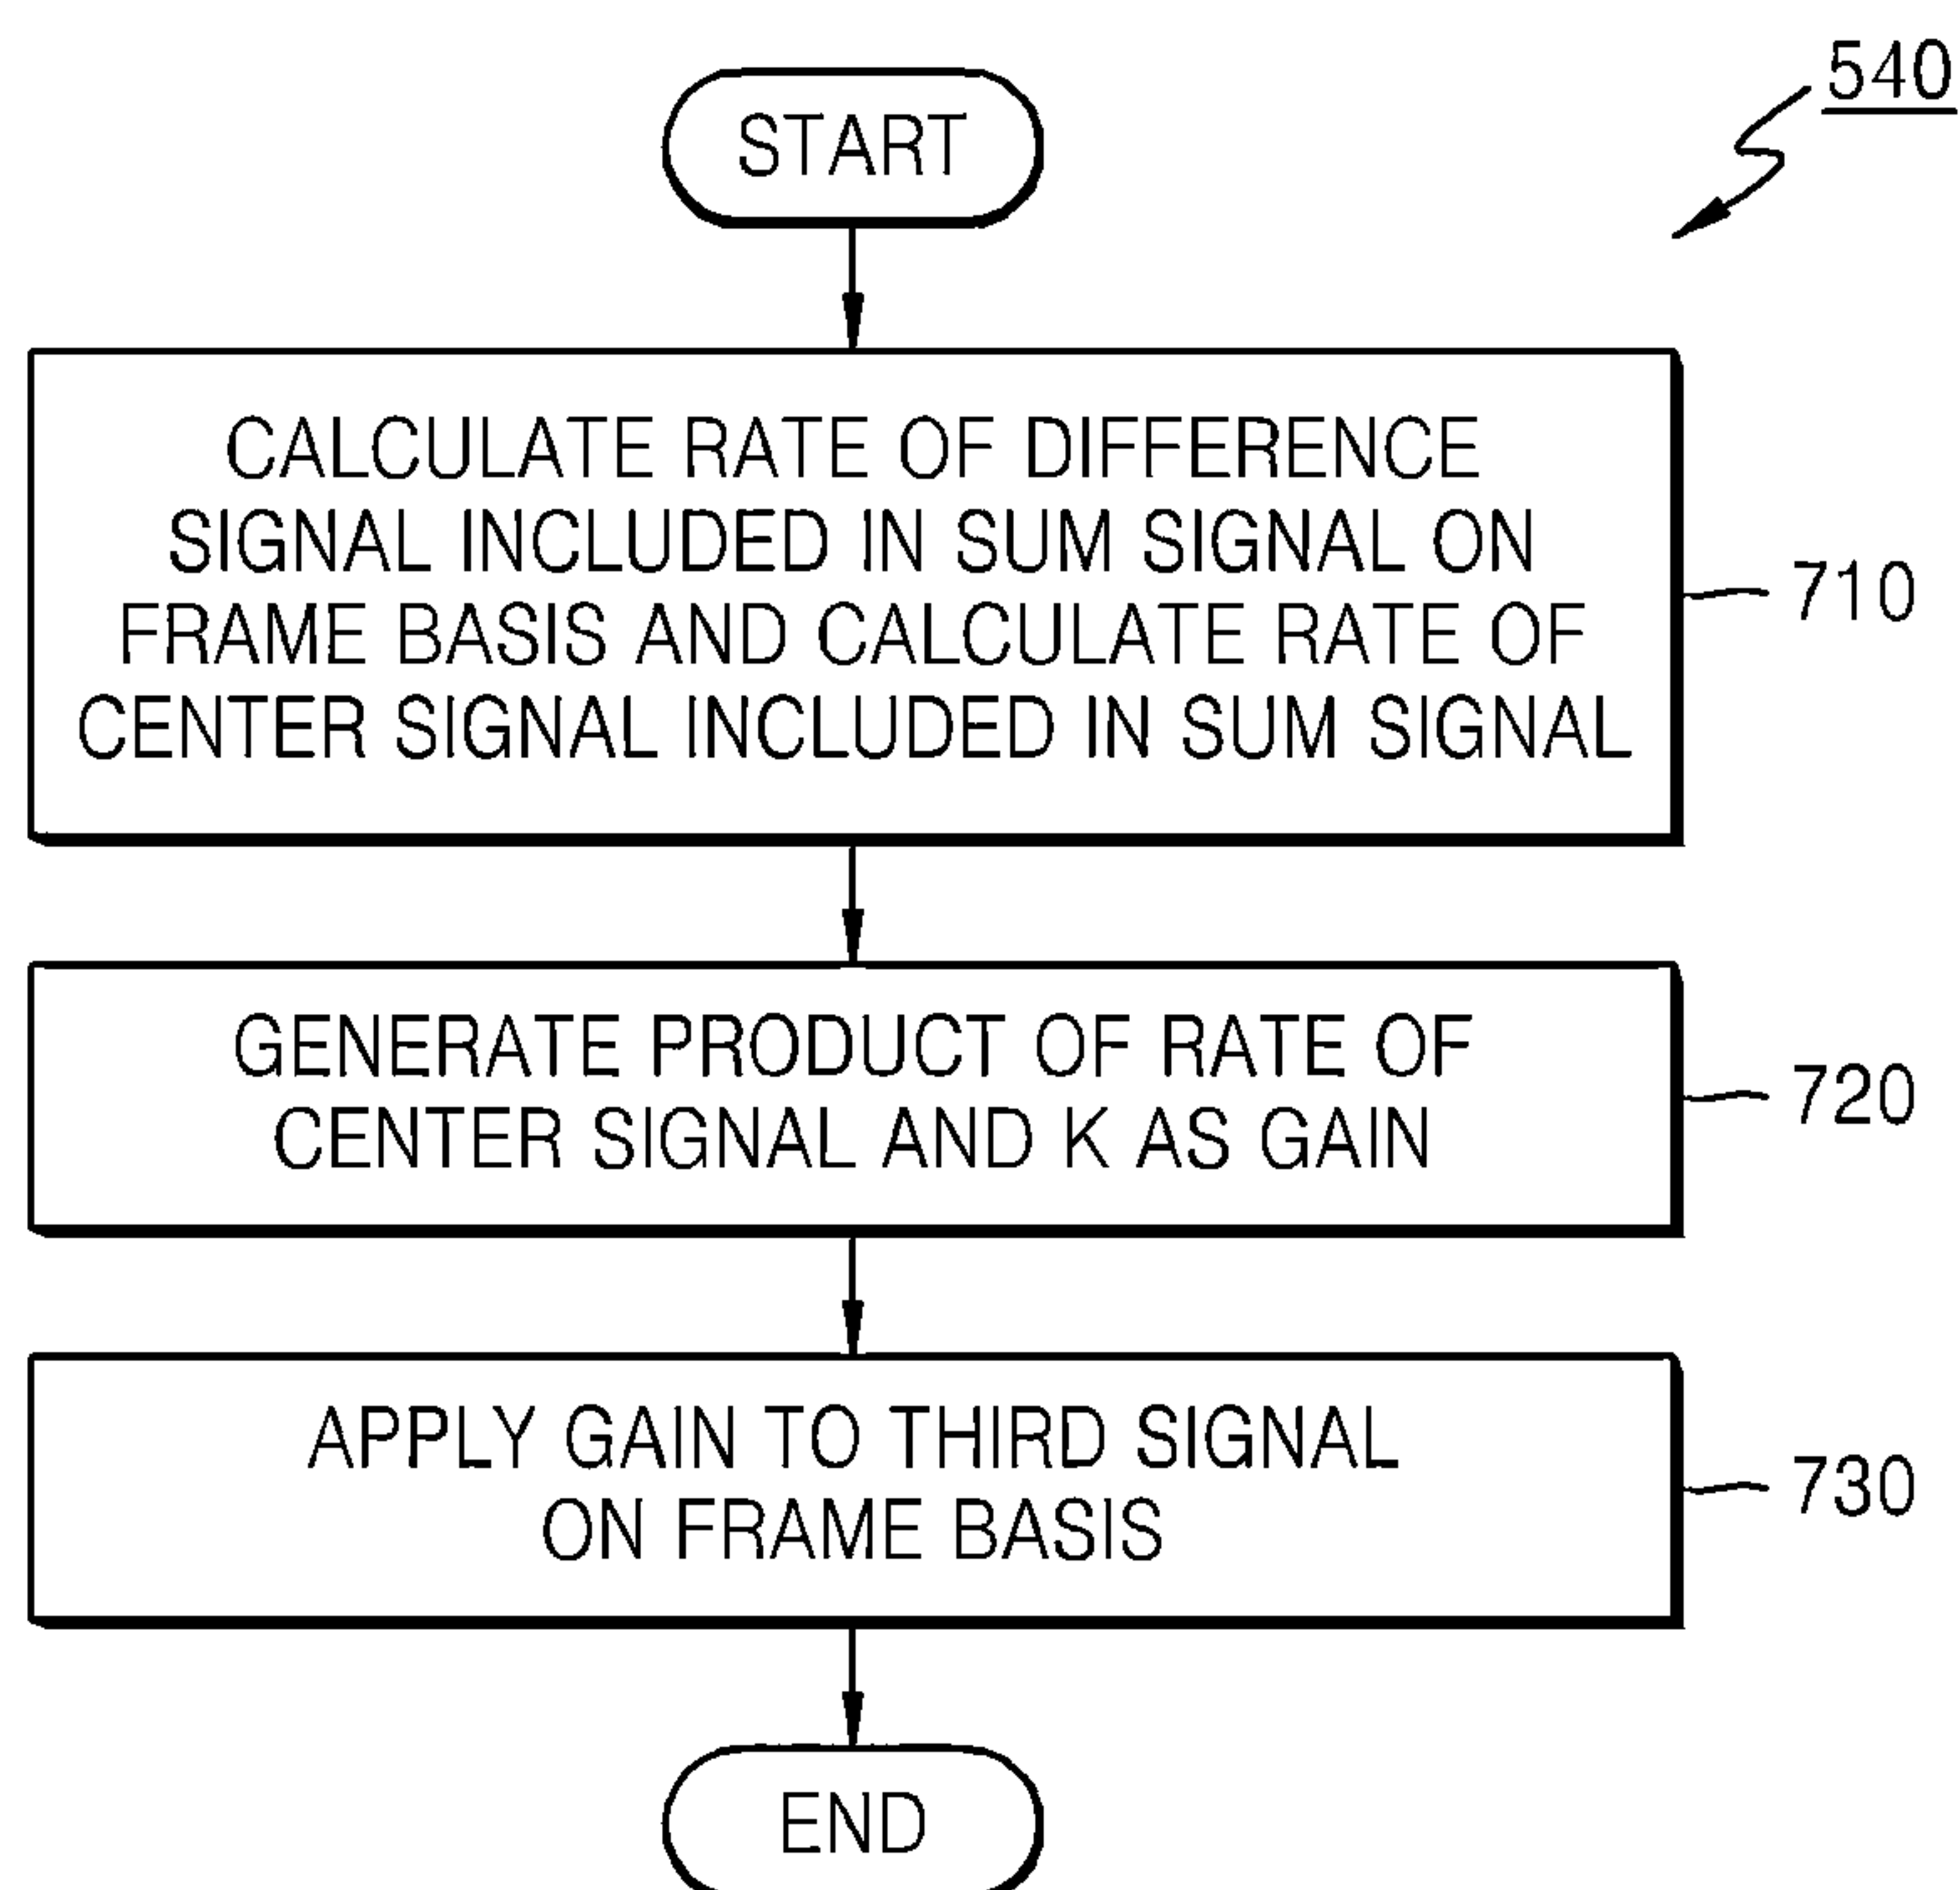 540
START
CALCULATE RATE OF DIFFERENCE
SIGNAL INCLUDED IN SUM SIGNAL ON
FRAME BASIS AND CALCULATE RATE OF
CENTER SIGNAL INCLUDED IN SUM SIGNAL
710
GENERATE PRODUCT OF RATE OF
CENTER SIGNAL AND K AS GAIN
720
APPLY GAIN TO THIRD SIGNAL
ON FRAME BASIS
730
END